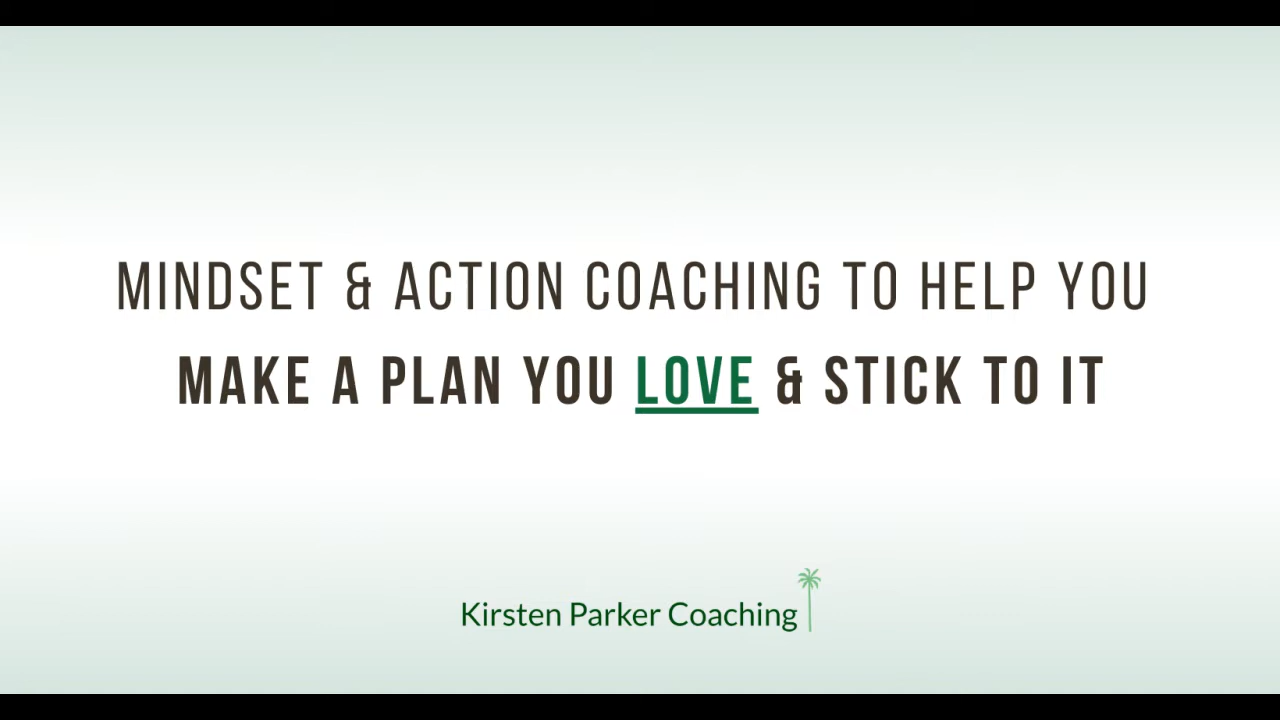 MINDSET & ACTION COACHING TO HELP YOU
MAKE A PLAN YOU LOVE & STICK TO IT
Kirsten Parker Coaching